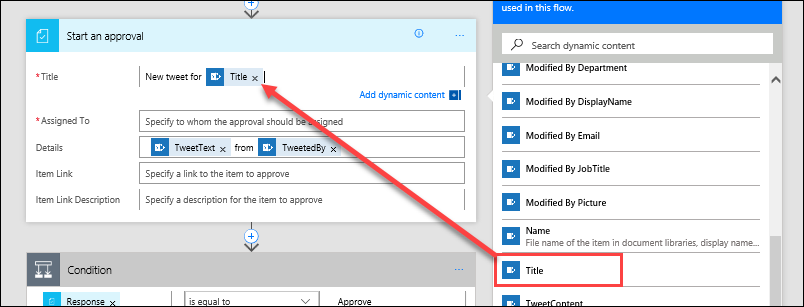 used in this flow.
Start an approval
...
Search dynamic content
*Title
New tweet for Title x
Add dynamic content
*Assigned To
Specify to whom the approval should be assigned
Details
TweetText x from TweetedBy x
Item Link
Specify a link to the item to approve
Item Link Description
Specify a description for the item to approve
Condition
...
Response x
is equal to
Approve
Modified By Department
Modified By DisplayName
Modified By Email
Modified By JobTitle
Modified By Picture
Name
File name of the item in document libraries, display name...
Title
TweetContent